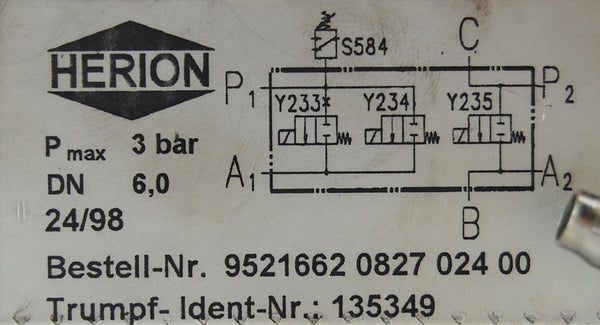 HERION
S584
C
P1
P2
Y233
Y234
Y235
Pmax 3 bar
A1
A2
DN 6,0
B
24/98
Bestell-Nr. 9521662 0827 024 00
Trumpf- Ident-Nr.: 135349